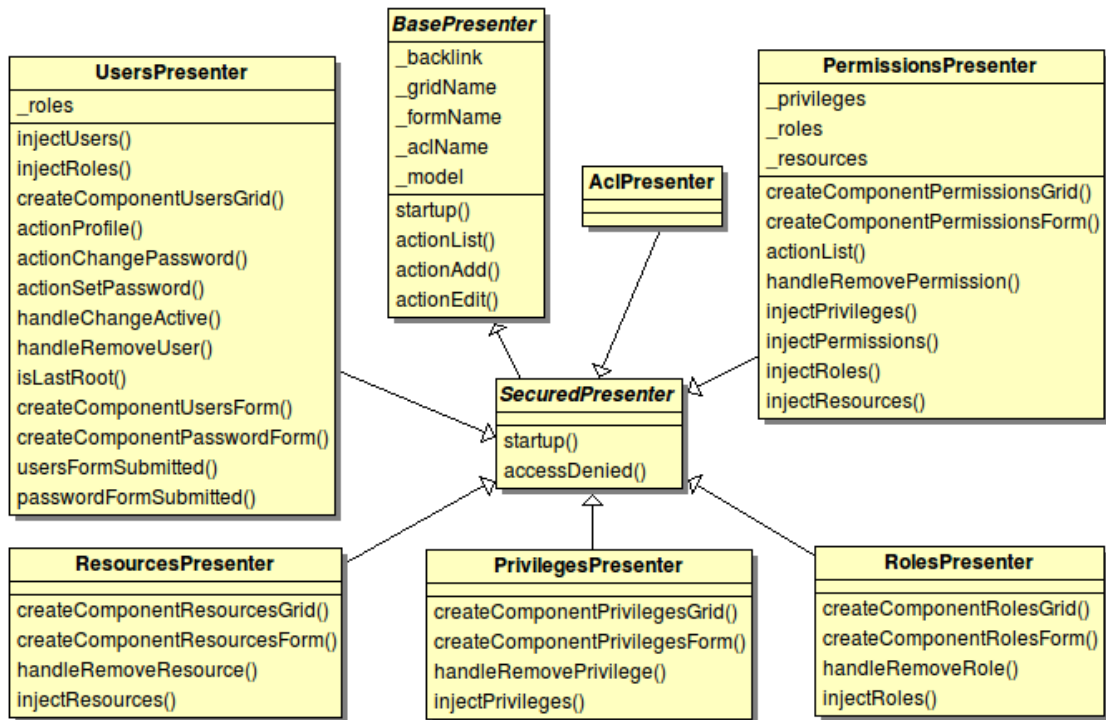 BasePresenter
_backlink
_gridName
_formName
_aclName
_model
startup()
actionList()
actionAdd()
actionEdit()
UsersPresenter
_roles
injectUsers()
injectRoles()
createComponentUsersGrid()
actionProfile()
actionChangePassword()
actionSetPassword()
handleChangeActive()
handleRemoveUser()
isLastRoot()
createComponentUsersForm()
createComponentPasswordForm()
usersFormSubmitted()
passwordFormSubmitted()
AclPresenter
PermissionsPresenter
_privileges
_roles
_resources
createComponentPermissionsGrid()
createComponentPermissionsForm()
actionList()
handleRemovePermission()
injectPrivileges()
injectPermissions()
injectRoles()
injectResources()
SecuredPresenter
startup()
accessDenied()
ResourcesPresenter
createComponentResourcesGrid()
createComponentResourcesForm()
handleRemoveResource()
injectResources()
PrivilegesPresenter
createComponentPrivilegesGrid()
createComponentPrivilegesForm()
handleRemovePrivilege()
injectPrivileges()
RolesPresenter
createComponentRolesGrid()
createComponentRolesForm()
handleRemoveRole()
injectRoles()